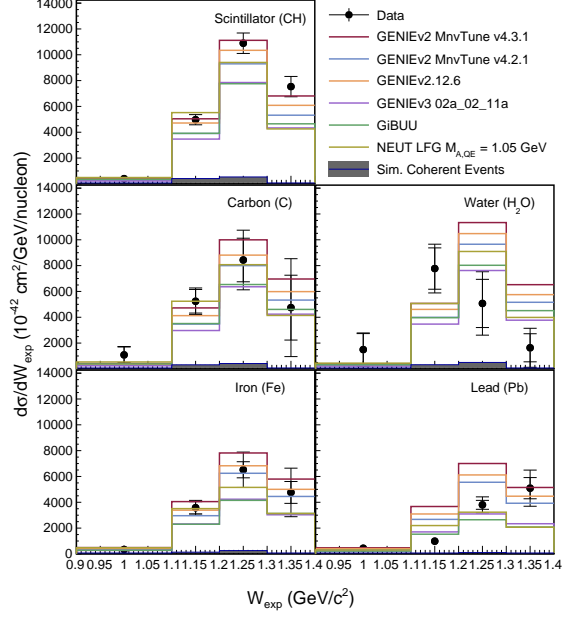 Scintillator (CH)
14000
12000
10000
8000
6000
4000
2000
0
Data
GENIEv2 MnvTune v4.3.1
GENIEv2 MnvTune v4.2.1
GENIEv2.12.6
GENIEv3 02a_02_11a
GiBUU
NEUT LFG M_A,QE = 1.05 GeV
Sim. Coherent Events
dσ/dW_exp (10⁻⁴² cm²/GeV/nucleon)
Carbon (C)
14000
12000
10000
8000
6000
4000
2000
0
Water (H₂O)
Iron (Fe)
14000
12000
10000
8000
6000
4000
2000
0
0.9 0.95 1 1.05 1.1 1.15 1.2 1.25 1.3 1.35 1.4
Lead (Pb)
0.95 1 1.05 1.1 1.15 1.2 1.25 1.3 1.35 1.4
W_exp (GeV/c²)